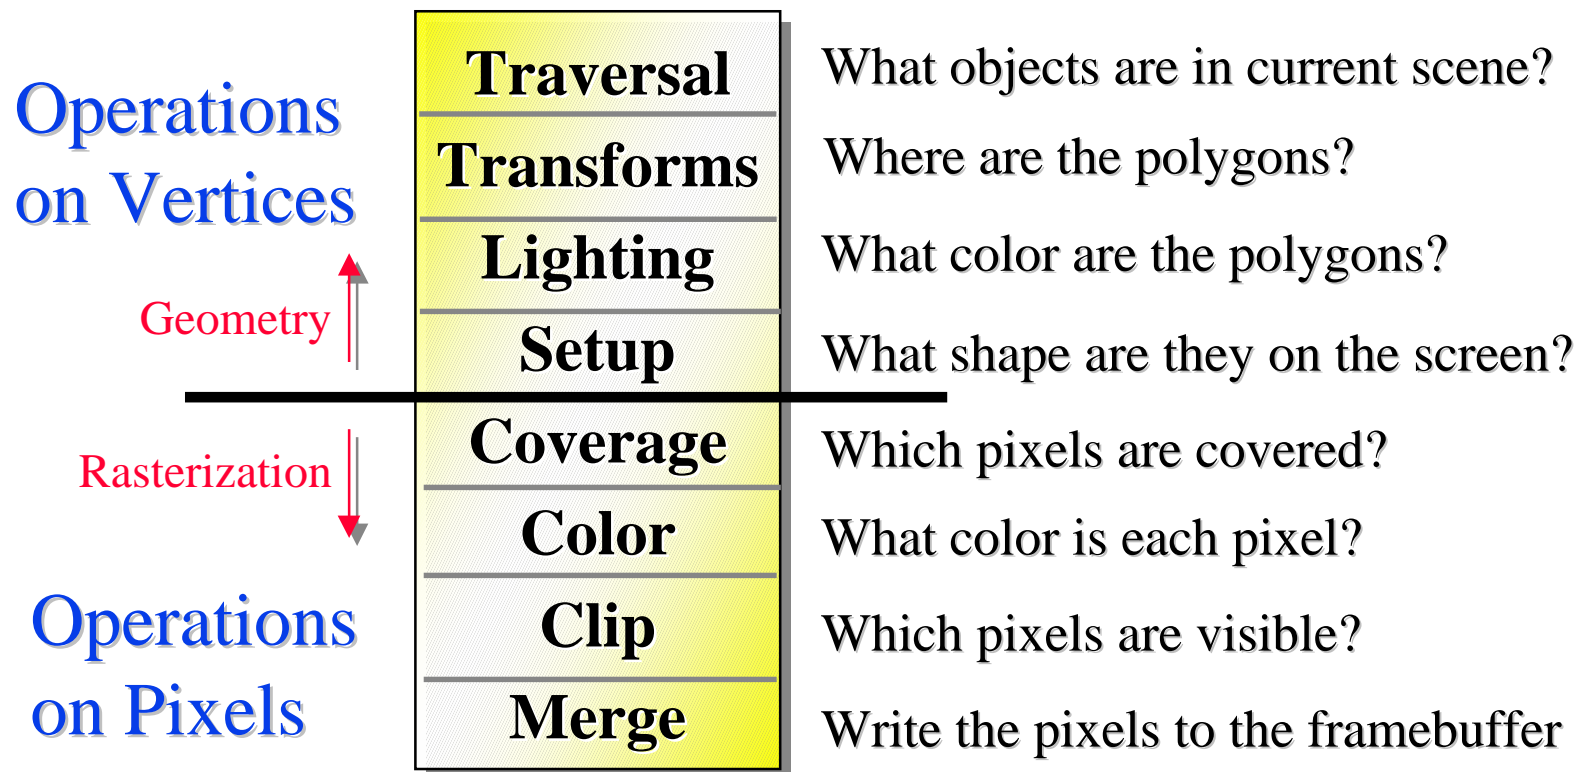 Operations
on Vertices
Geometry
Rasterization
Operations
on Pixels
Traversal
Transforms
Lighting
Setup
Coverage
Color
Clip
Merge
What objects are in current scene?
Where are the polygons?
What color are the polygons?
What shape are they on the screen?
Which pixels are covered?
What color is each pixel?
Which pixels are visible?
Write the pixels to the framebuffer